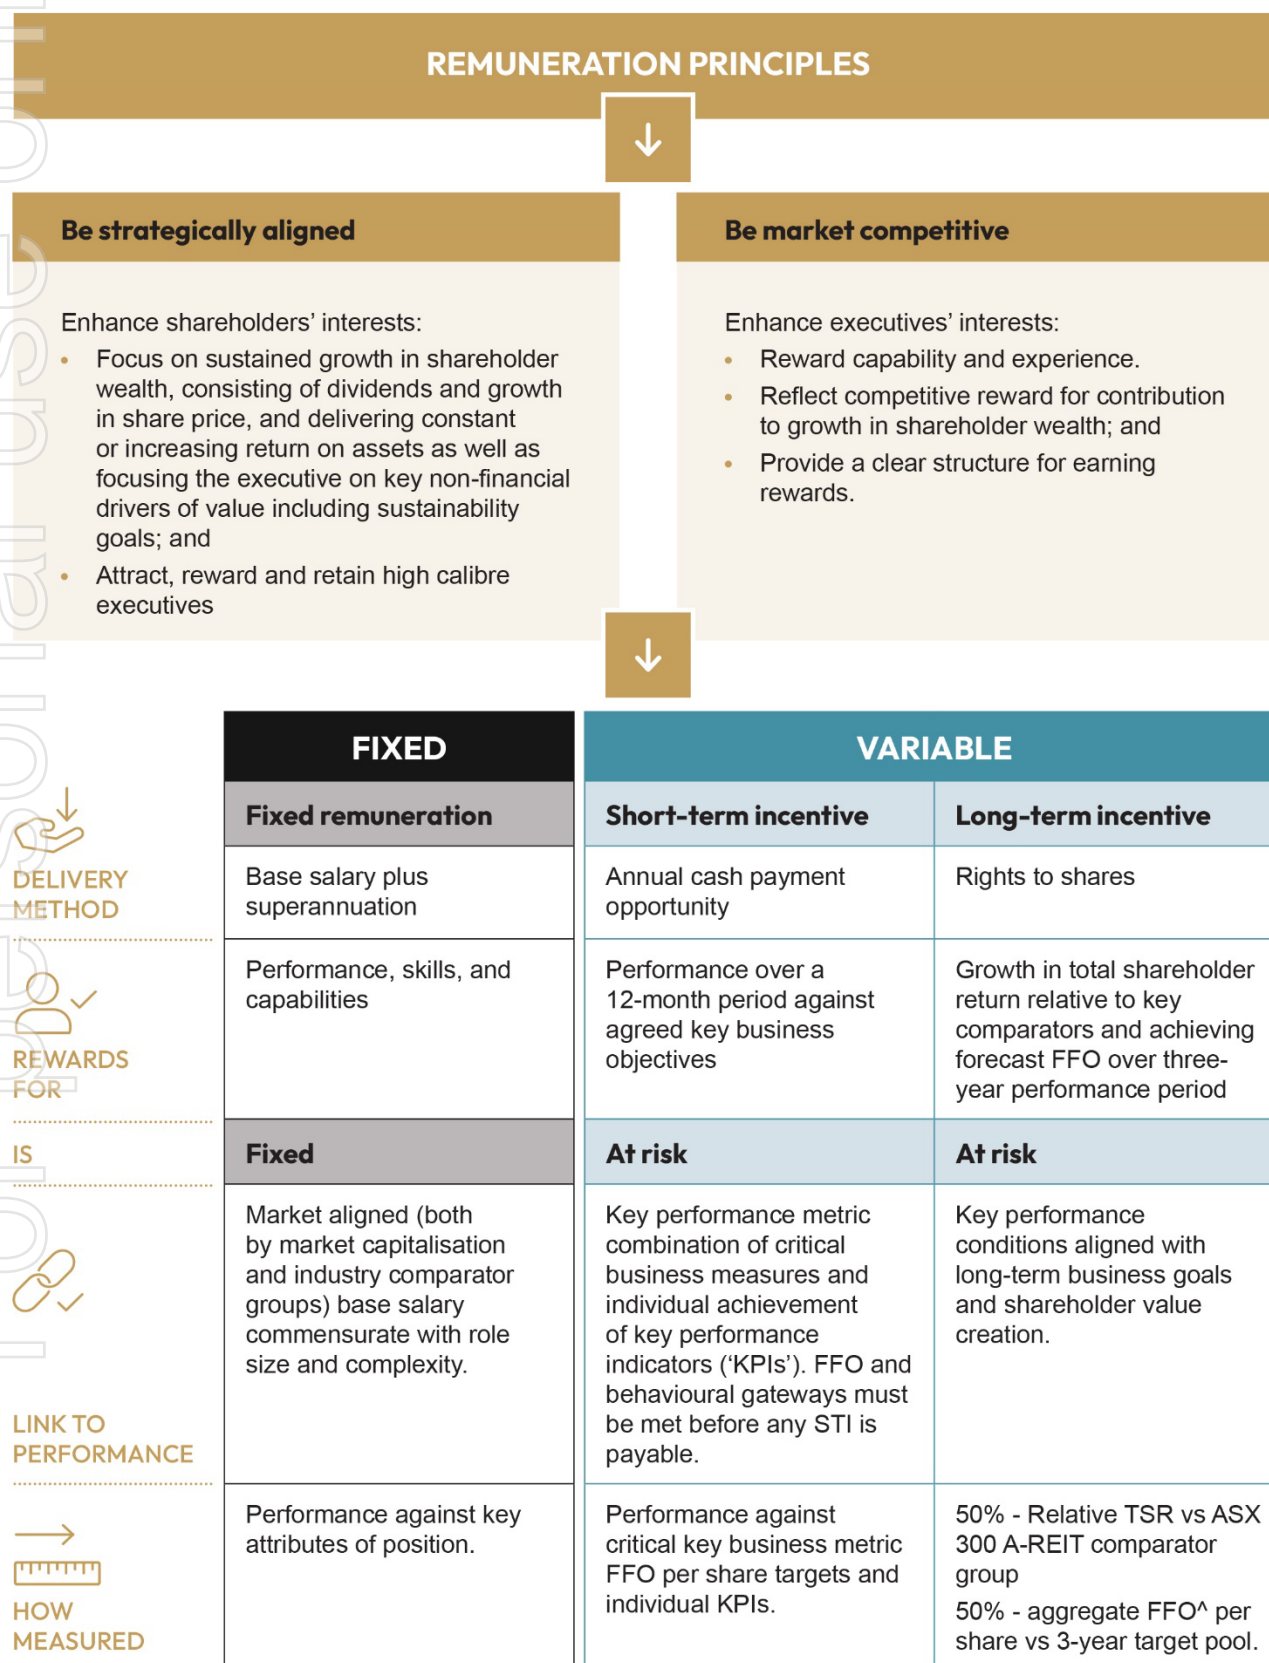 REMUNERATION PRINCIPLES
Be strategically aligned
Enhance shareholders’ interests:
• Focus on sustained growth in shareholder
wealth, consisting of dividends and growth
in share price, and delivering constant
or increasing return on assets as well as
focusing the executive on key non-financial
drivers of value including sustainability
goals; and
• Attract, reward and retain high calibre
executives
Be market competitive
Enhance executives’ interests:
• Reward capability and experience.
• Reflect competitive reward for contribution
to growth in shareholder wealth; and
• Provide a clear structure for earning
rewards.
FIXED
VARIABLE
Fixed remuneration
Short-term incentive
Long-term incentive
DELIVERY
METHOD
Base salary plus
superannuation
Annual cash payment
opportunity
Rights to shares
REWARDS
FOR
Performance, skills, and
capabilities
Performance over a
12-month period against
agreed key business
objectives
Growth in total shareholder
return relative to key
comparators and achieving
forecast FFO over three-
year performance period
IS
Fixed
At risk
At risk
LINK TO
PERFORMANCE
Market aligned (both
by market capitalisation
and industry comparator
groups) base salary
commensurate with role
size and complexity.
Key performance metric
combination of critical
business measures and
individual achievement
of key performance
indicators (‘KPIs’). FFO and
behavioural gateways must
be met before any STI is
payable.
Key performance
conditions aligned with
long-term business goals
and shareholder value
creation.
HOW
MEASURED
Performance against key
attributes of position.
Performance against
critical key business metric
FFO per share targets and
individual KPIs.
50% - Relative TSR vs ASX
300 A-REIT comparator
group
50% - aggregate FFO^ per
share vs 3-year target pool.
personal use